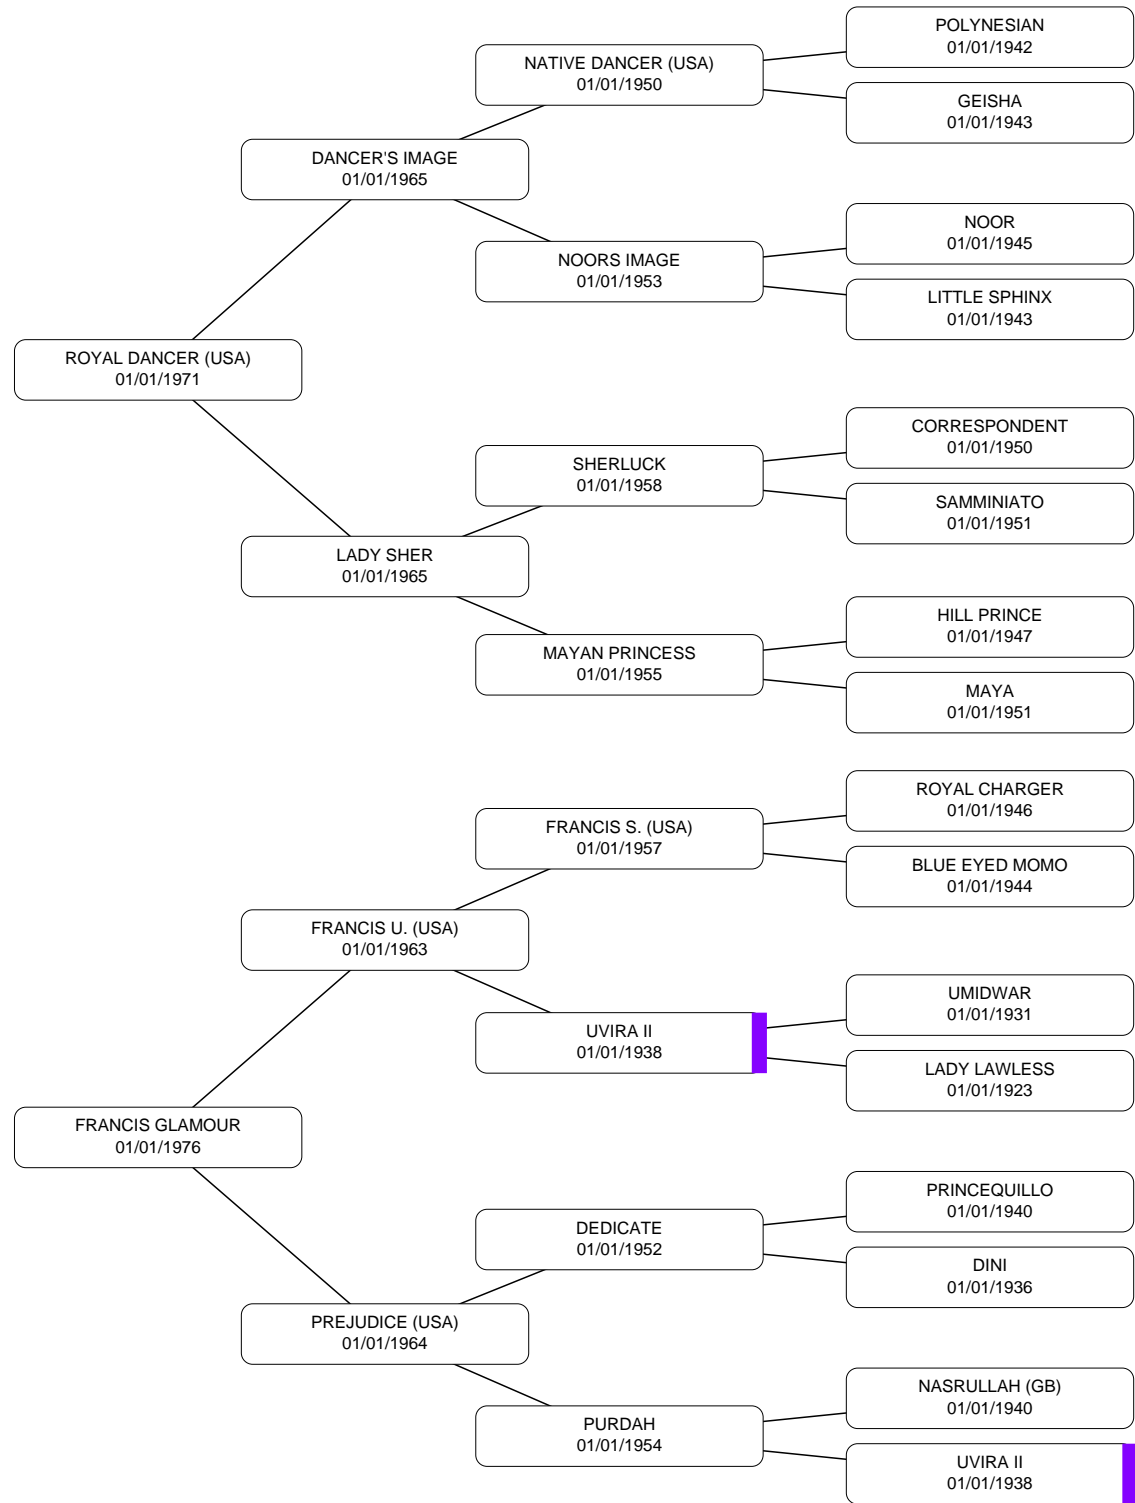 POLYNESIAN
01/01/1942
NATIVE DANCER (USA)
01/01/1950
GEISHA
01/01/1943
DANCER'S IMAGE
01/01/1965
NOOR
01/01/1945
NOORS IMAGE
01/01/1953
LITTLE SPHINX
01/01/1943
ROYAL DANCER (USA)
01/01/1971
CORRESPONDENT
01/01/1950
SHERLUCK
01/01/1958
SAMMINIATO
01/01/1951
LADY SHER
01/01/1965
HILL PRINCE
01/01/1947
MAYAN PRINCESS
01/01/1955
MAYA
01/01/1951
ROYAL CHARGER
01/01/1946
FRANCIS S. (USA)
01/01/1957
BLUE EYED MOMO
01/01/1944
FRANCIS U. (USA)
01/01/1963
UMIDWAR
01/01/1931
UVIRA II
01/01/1938
LADY LAWLESS
01/01/1923
FRANCIS GLAMOUR
01/01/1976
PRINCEQUILLO
01/01/1940
DEDICATE
01/01/1952
DINI
01/01/1936
PREJUDICE (USA)
01/01/1964
NASRULLAH (GB)
01/01/1940
PURDAH
01/01/1954
UVIRA II
01/01/1938